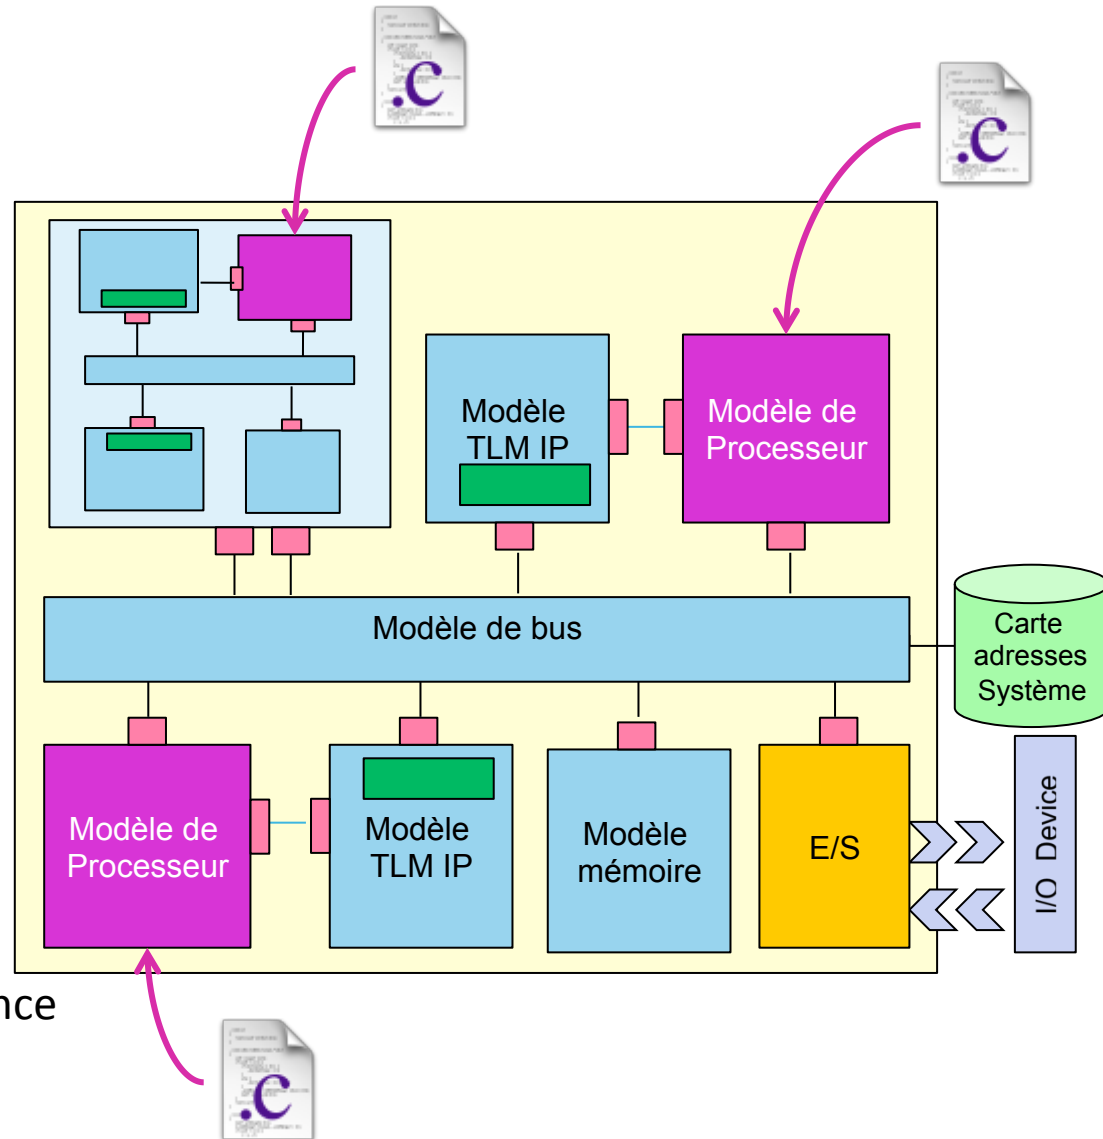 .c
.c
Modèle
TLM IP
Modèle de
Processeur
Modèle de bus
Carte
adresses
Système
Modèle de
Processeur
Modèle
TLM IP
Modèle
mémoire
E/S
I/O Device
nce
.c